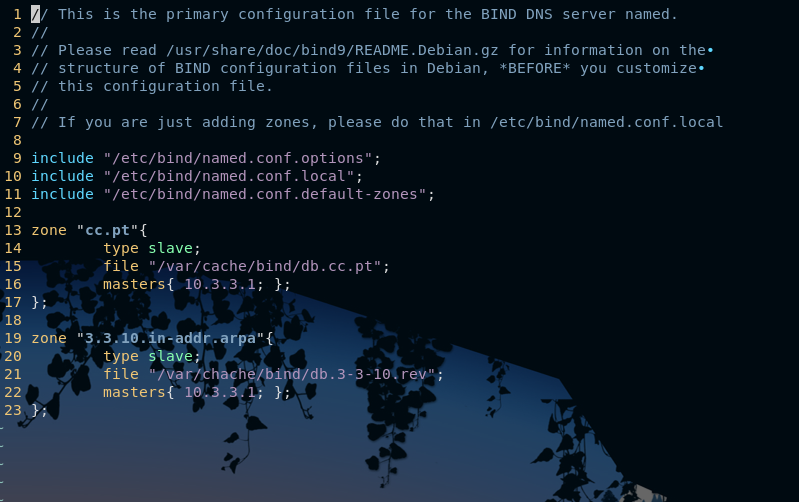 1 // This is the primary configuration file for the BIND DNS server named.
2 //
3 // Please read /usr/share/doc/bind9/README.Debian.gz for information on the•
4 // structure of BIND configuration files in Debian, *BEFORE* you customize•
5 // this configuration file.
6 //
7 // If you are just adding zones, please do that in /etc/bind/named.conf.local
8
9 include "/etc/bind/named.conf.options";
10 include "/etc/bind/named.conf.local";
11 include "/etc/bind/named.conf.default-zones";
12
13 zone "cc.pt"{
14         type slave;
15         file "/var/cache/bind/db.cc.pt";
16         masters{ 10.3.3.1; };
17 };
18
19 zone "3.3.10.in-addr.arpa"{
20         type slave;
21         file "/var/chache/bind/db.3-3-10.rev";
22         masters{ 10.3.3.1; };
23 };
~
~
~
~